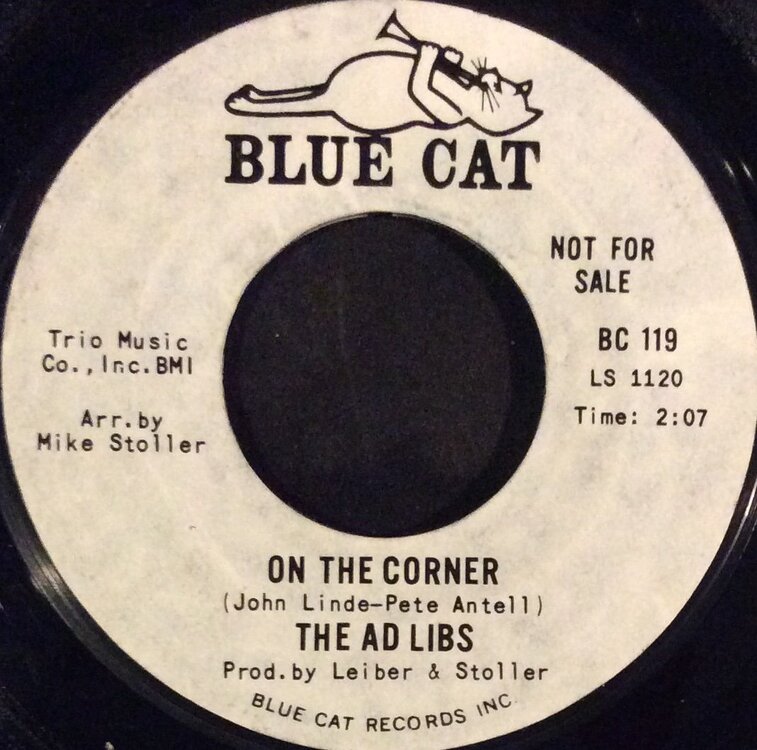 BLUE CAT
NOT FOR
SALE
Trio Music
Co., Inc. BMI
Arr. by
Mike Stoller
BC 119
LS 1120
Time: 2:07
ON THE CORNER
(John Linde-Pete Antell)
THE AD LIBS
Prod. by Leiber & Stoller
BLUE CAT RECORDS INC.